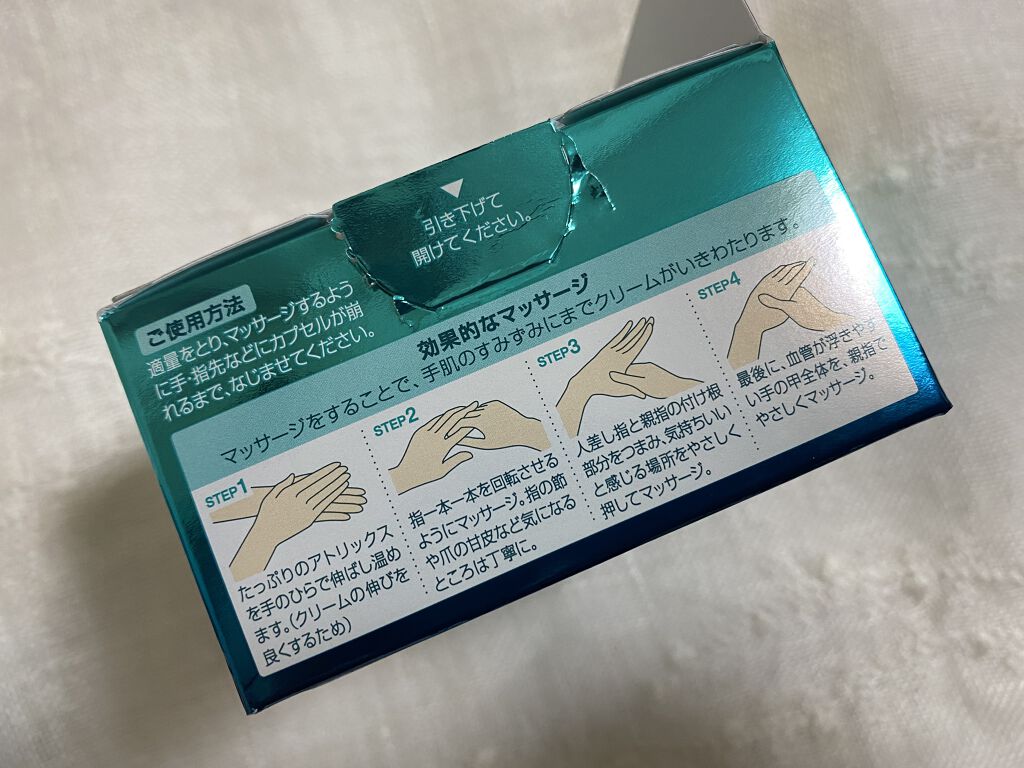 引き下げて
開けてください。
ご使用方法
適量をとり、マッサージするよう
に手・指先などにカプセルが崩
れるまで、なじませてください。
効果的なマッサージ
マッサージをすることで、手肌のすみずみにまでクリームがいきわたります。
STEP1
たっぷりのアトリックス
を手のひらで伸ばし温め
ます。(クリームの伸びを
良くするため)
STEP2
指一本一本を回転させる
ようにマッサージ。指の節
や爪の甘皮など気になる
ところは丁寧に。
STEP3
人差し指と親指の付け根
部分をつまみ、気持ちいい
と感じる場所をやさしく
押してマッサージ。
STEP4
最後に、血管が浮きやす
い手の甲全体を、親指で
やさしくマッサージ。